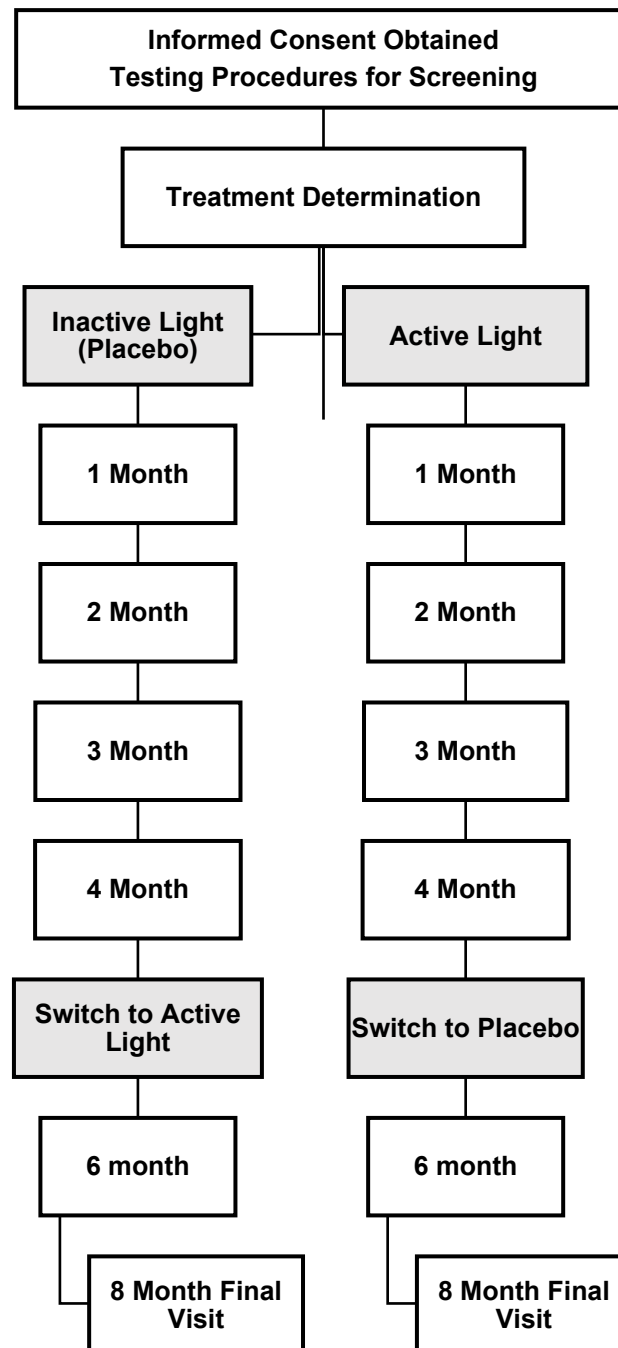 Informed Consent Obtained
Testing Procedures for Screening
Treatment Determination
Inactive Light
(Placebo)
Active Light
1 Month
1 Month
2 Month
2 Month
3 Month
3 Month
4 Month
4 Month
Switch to Active
Light
Switch to Placebo
6 month
6 month
8 Month Final
Visit
8 Month Final
Visit